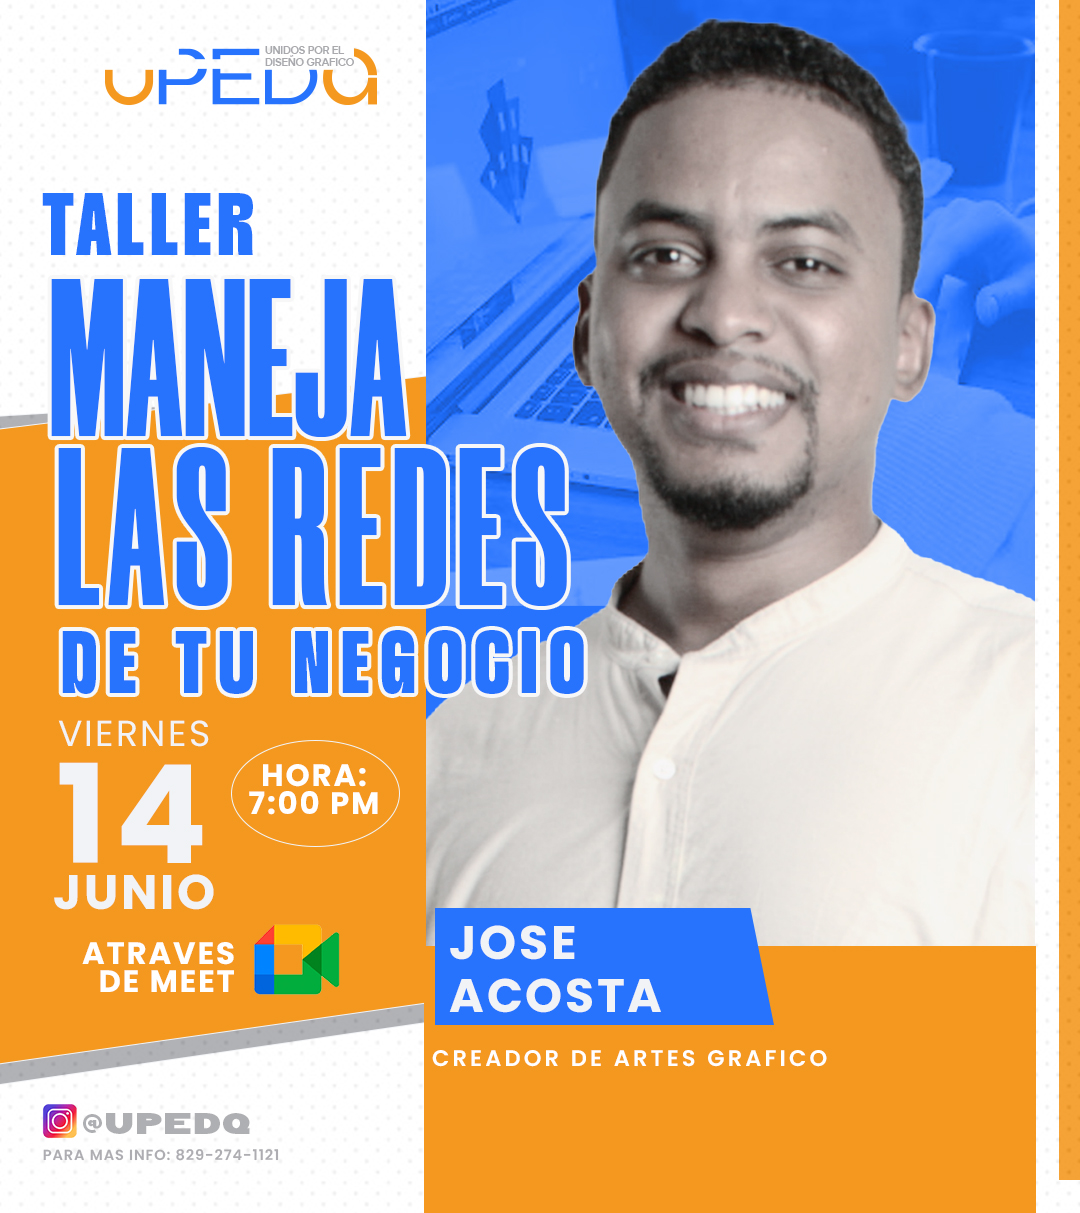 UPEDQ
UNIDOS POR EL
DISEÑO GRAFICO
TALLER
MANEJA
LAS REDES
DE TU NEGOCIO
VIERNES
14
JUNIO
HORA:
7:00 PM
ATRAVES
DE MEET
JOSE
ACOSTA
CREADOR DE ARTES GRAFICO
@UPEDQ
PARA MAS INFO: 829-274-1121